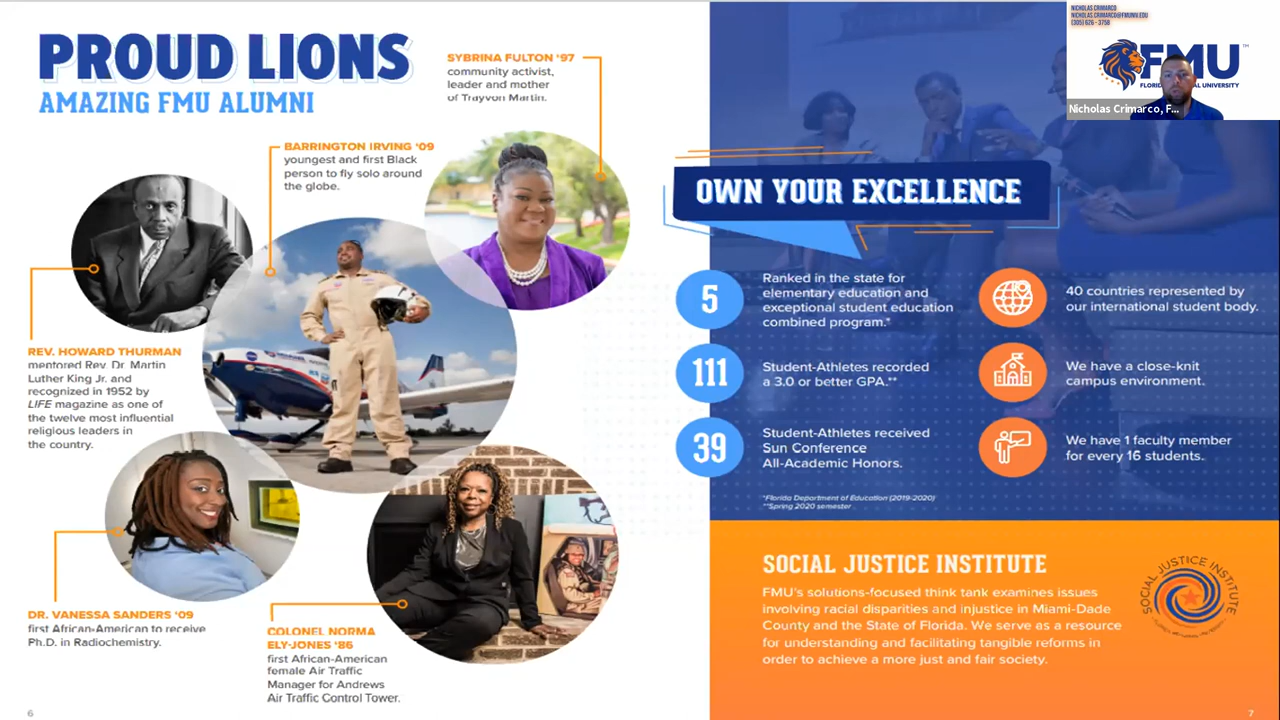 PROUD LIONS
AMAZING FMU ALUMNI
SYBRINA FULTON ‘97
community activist,
leader and mother
of Trayvon Martin.
BARRINGTON IRVING ‘09
youngest and first Black
person to fly solo around
the globe.
REV. HOWARD THURMAN
mentored Rev. Dr. Martin
Luther King Jr. and
recognized in 1952 by
LIFE magazine as one of
the twelve most influential
religious leaders in
the country.
DR. VANESSA SANDERS ‘09
first African-American to receive
Ph.D. in Radiochemistry.
COLONEL NORMA
ELY-JONES ‘86
first African-American
female Air Traffic
Manager for Andrews
Air Traffic Control Tower.
6
NICHOLAS CRIMARCO
NICHOLAS.CRIMARCO@FMUNIV.EDU
(305) 626 - 3758
FMU
Nicholas Crimarco, F...
OWN YOUR EXCELLENCE
5
Ranked in the state for
elementary education and
exceptional student education
combined program.*
111
Student-Athletes recorded
a 3.0 or better GPA.**
39
Student-Athletes received
Sun Conference
All-Academic Honors.
40 countries represented by
our international student body.
We have a close-knit
campus environment.
We have 1 faculty member
for every 16 students.
*Florida Department of Education (2019-2020)
**Spring 2020 semester
SOCIAL JUSTICE INSTITUTE
FMU’s solutions-focused think tank examines issues
involving racial disparities and injustice in Miami-Dade
County and the State of Florida. We serve as a resource
for understanding and facilitating tangible reforms in
order to achieve a more just and fair society.
SOCIAL JUSTICE INSTITUTE
7